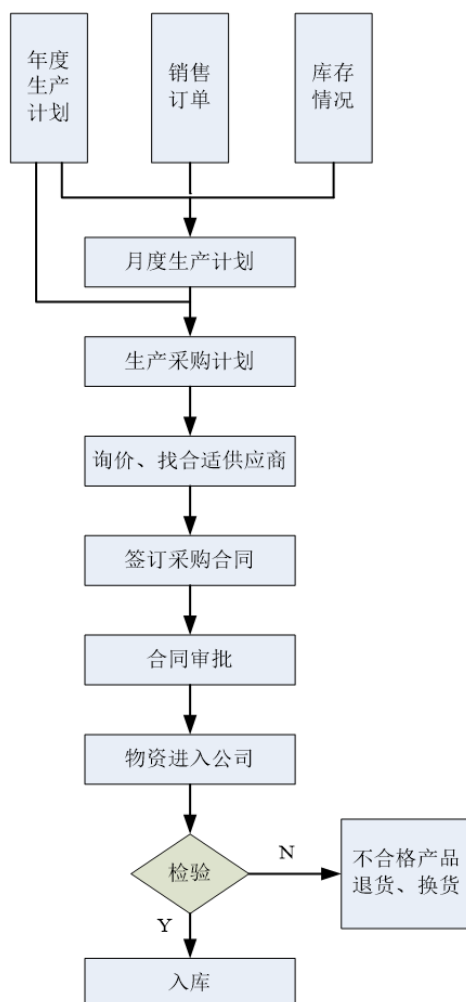 年度
生产
计划
销售
订单
库存
情况
月度生产计划
生产采购计划
询价、找合适供应商
签订采购合同
合同审批
物资进入公司
检验
N
不合格产品
退货、换货
Y
入库